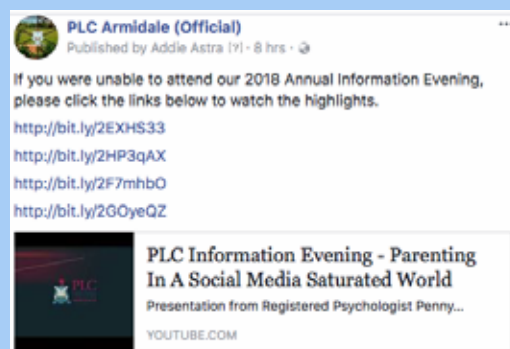 PLC Armidale (Official)
Published by Addie Astra [?] · 8 hrs ·
If you were unable to attend our 2018 Annual Information Evening,
please click the links below to watch the highlights.
http://bit.ly/2EXHS33
http://bit.ly/2HP3qAX
http://bit.ly/2F7mhbO
http://bit.ly/2GOyeQZ
PLC
PLC Information Evening - Parenting
In A Social Media Saturated World
Presentation from Registered Psychologist Penny...
YOUTUBE.COM